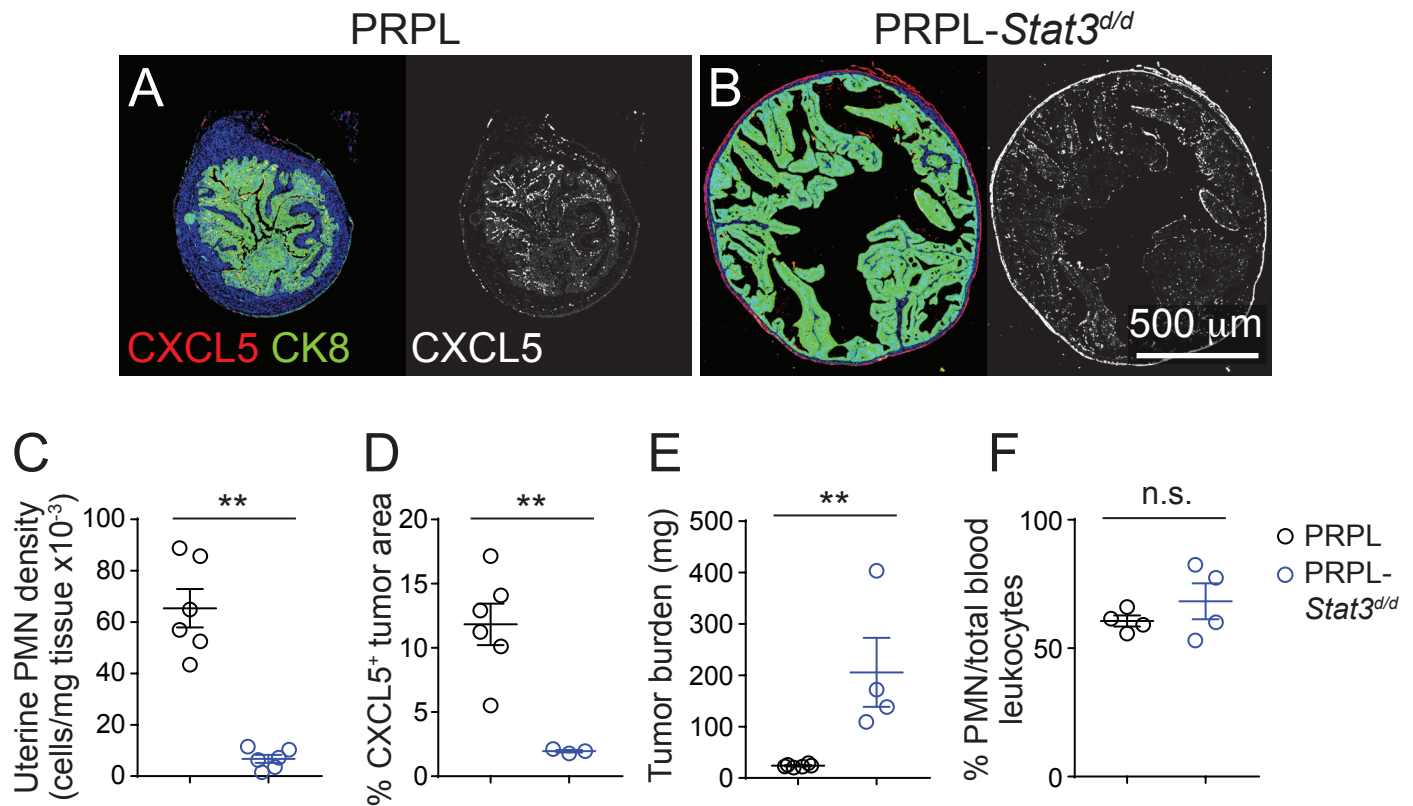 PRPL
PRPL-Stat3d/d
A
B
CXCL5 CK8
CXCL5
500 μm
C
D
E
F
Uterine PMN density
(cells/mg tissue x10-3)
**
100
80
60
40
20
0
% CXCL5+ tumor area
**
20
15
10
5
0
Tumor burden (mg)
**
500
400
300
200
100
0
% PMN/total blood
leukocytes
n.s.
100
50
0
PRPL
PRPL-
Stat3d/d